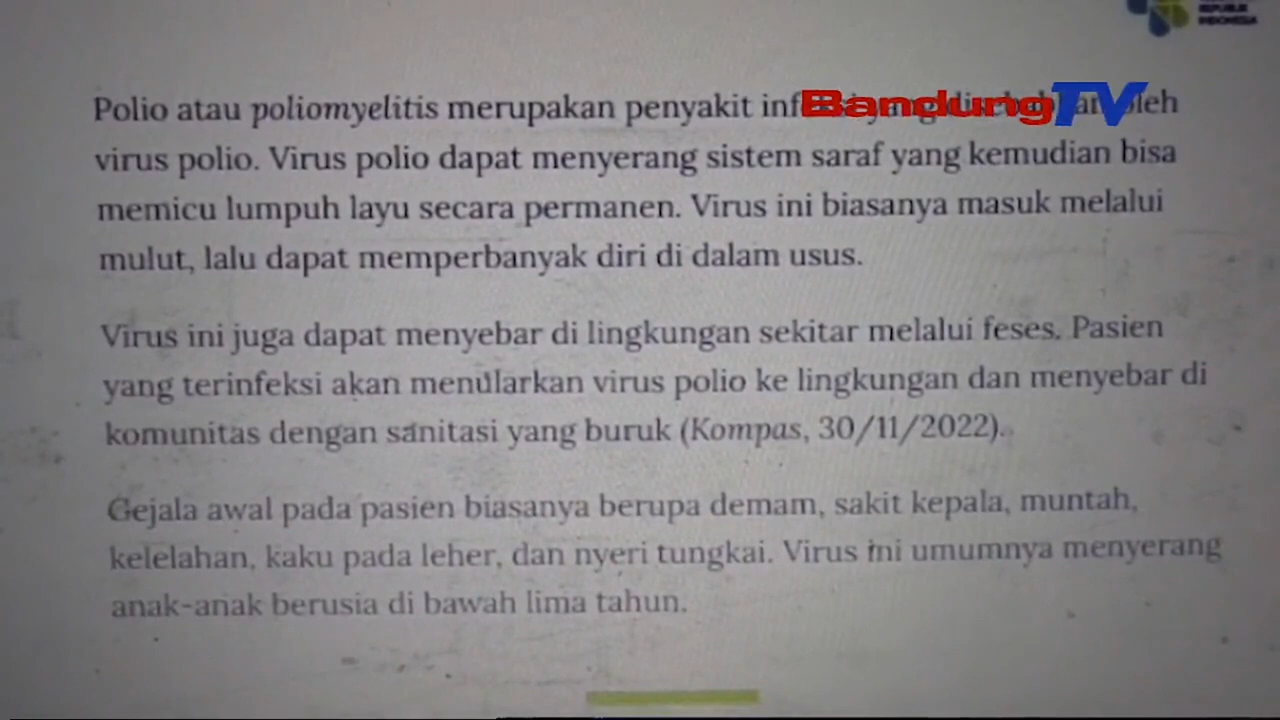 REPUBLIK
INDONESIA
BandungTV
Polio atau poliomyelitis merupakan penyakit oleh
virus polio. Virus polio dapat menyerang sistem saraf yang kemudian bisa
memicu lumpuh layu secara permanen. Virus ini biasanya masuk melalui
mulut, lalu dapat memperbanyak diri di dalam usus.
Virus ini juga dapat menyebar di lingkungan sekitar melalui feses. Pasien
yang terinfeksi akan menularkan virus polio ke lingkungan dan menyebar di
komunitas dengan sanitasi yang buruk (Kompas, 30/11/2022).
Gejala awal pada pasien biasanya berupa demam, sakit kepala, muntah,
kelelahan, kaku pada leher, dan nyeri tungkai. Virus ini umumnya menyerang
anak-anak berusia di bawah lima tahun.